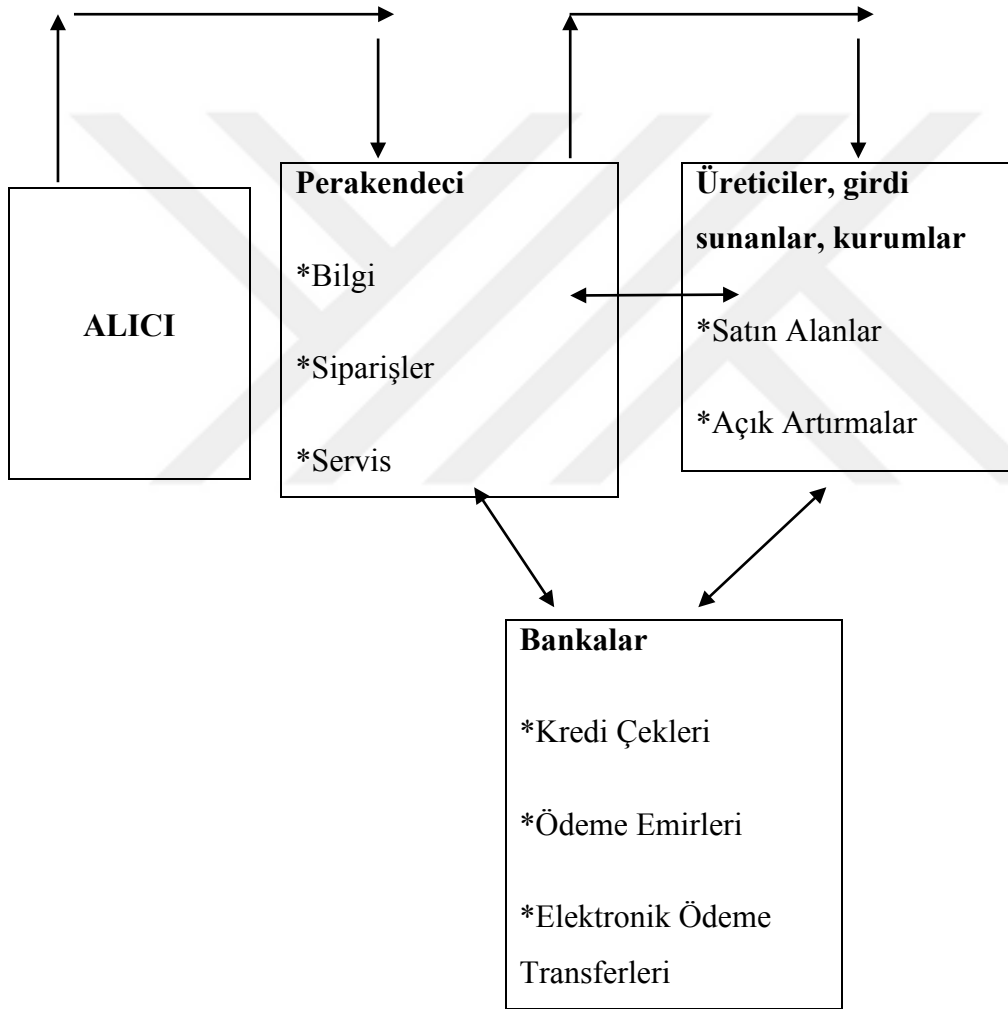 ALICI
Perakendeci
*Bilgi
*Siparişler
*Servis
Üreticiler, girdi
sunanlar, kurumlar
*Satın Alanlar
*Açık Artırmalar
Bankalar
*Kredi Çekleri
*Ödeme Emirleri
*Elektronik Ödeme
Transferleri